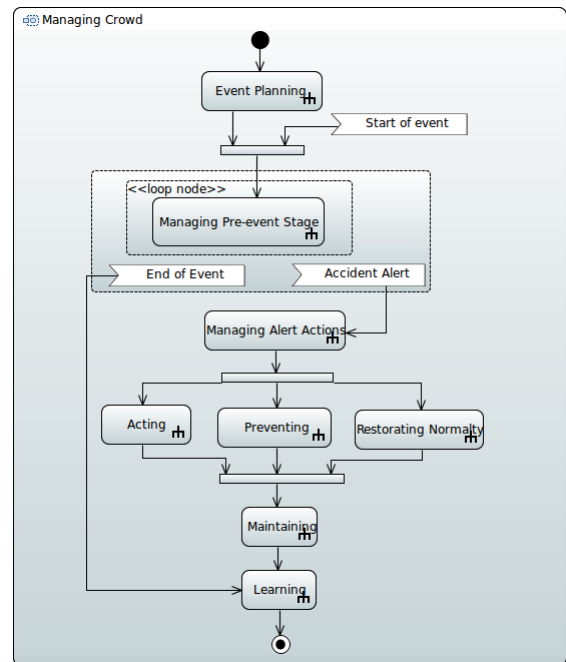 Managing Crowd
Event Planning
Start of event
<<loop node>>
Managing Pre-event Stage
End of Event
Accident Alert
Managing Alert Actions
Acting
Preventing
Restorating Normalty
Maintaining
Learning